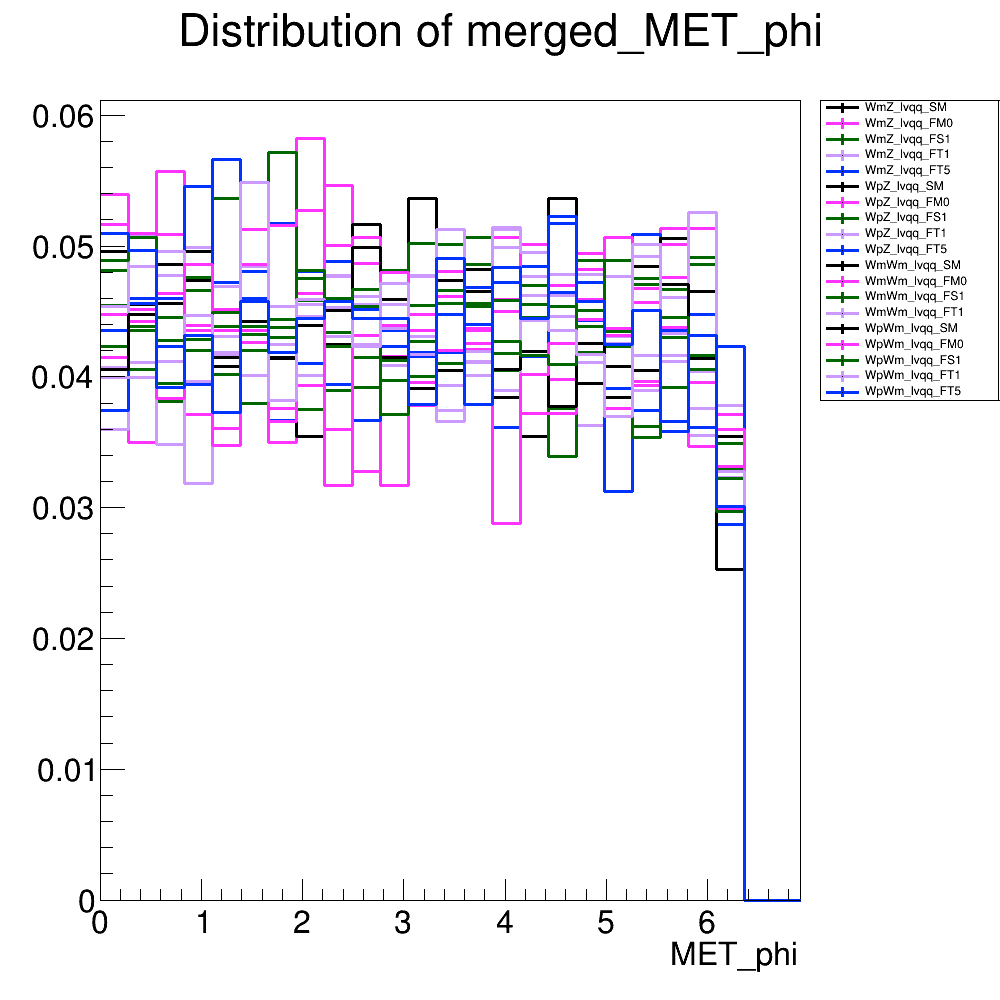 Distribution of merged_MET_phi
0.06
0.05
0.04
0.03
0.02
0.01
0
0 1 2 3 4 5 6
MET_phi
WmZ_lvqq_SM
WmZ_lvqq_FM0
WmZ_lvqq_FS1
WmZ_lvqq_FT1
WmZ_lvqq_FT5
WpZ_lvqq_SM
WpZ_lvqq_FM0
WpZ_lvqq_FS1
WpZ_lvqq_FT1
WpZ_lvqq_FT5
WmWm_lvqq_SM
WmWm_lvqq_FM0
WmWm_lvqq_FS1
WmWm_lvqq_FT1
WpWm_lvqq_SM
WpWm_lvqq_FM0
WpWm_lvqq_FS1
WpWm_lvqq_FT1
WpWm_lvqq_FT5